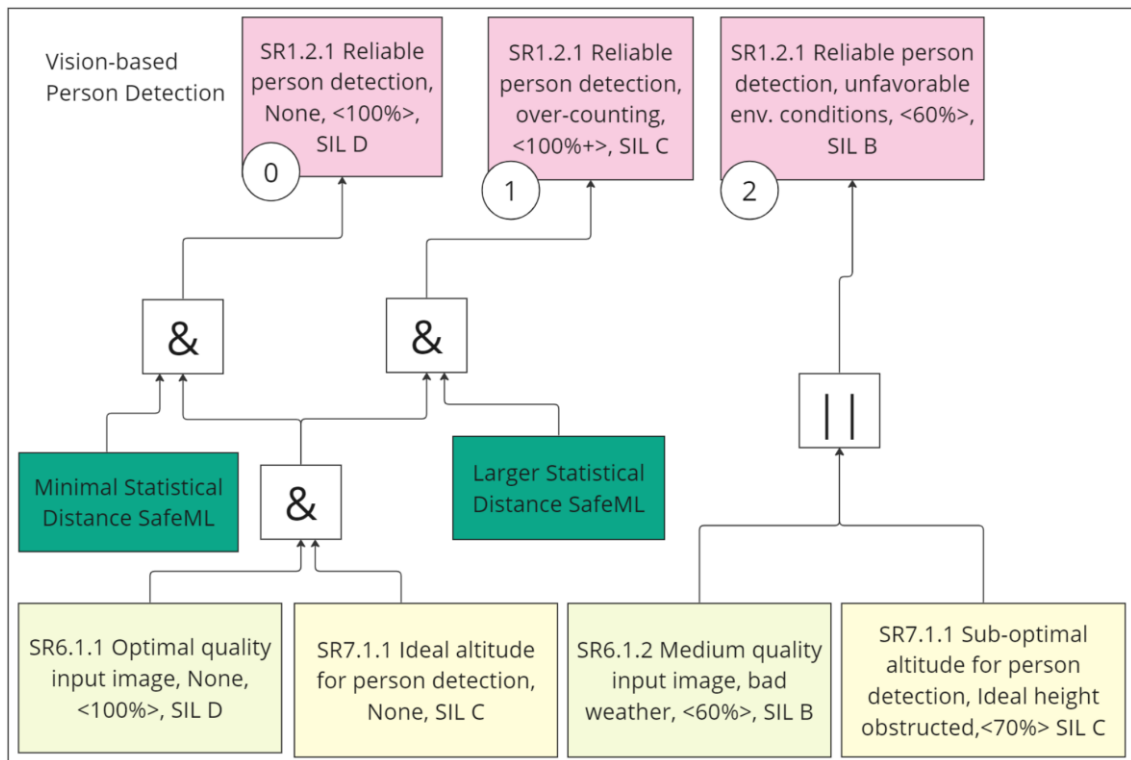 Vision-based
Person Detection
SR1.2.1 Reliable
person detection,
None, <100%>,
SIL D
0
SR1.2.1 Reliable
person detection,
over-counting,
<100%+>, SIL C
1
SR1.2.1 Reliable person
detection, unfavorable
env. conditions, <60%>,
SIL B
2
&
&
||
Minimal Statistical
Distance SafeML
&
Larger Statistical
Distance SafeML
SR6.1.1 Optimal quality
input image, None,
<100%>, SIL D
SR7.1.1 Ideal altitude
for person detection,
None, SIL C
SR6.1.2 Medium quality
input image, bad
weather, <60%>, SIL B
SR7.1.1 Sub-optimal
altitude for person
detection, Ideal height
obstructed,<70%> SIL C